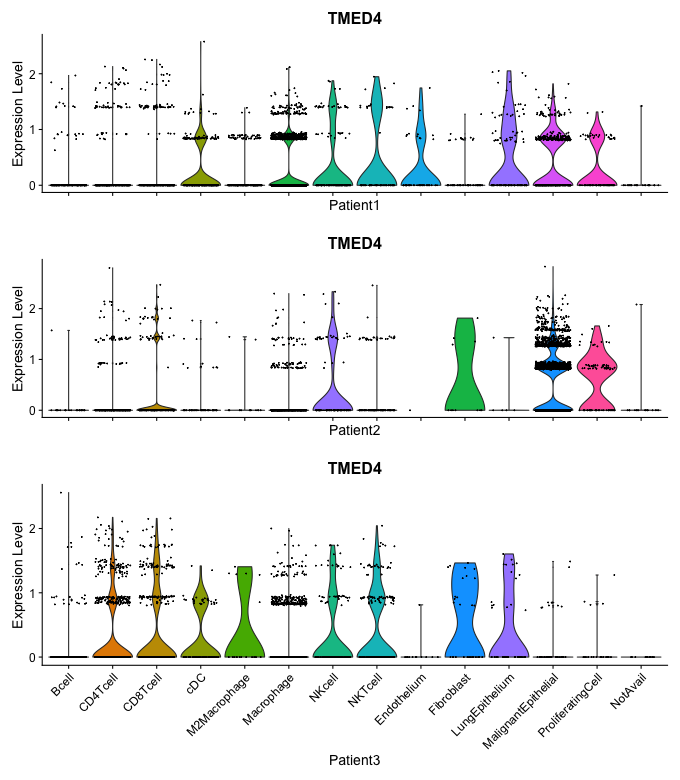 TMED4
Expression Level
2
1
0
Patient1
TMED4
Expression Level
2
1
0
Patient2
TMED4
Expression Level
2
1
0
Bcell
CD4Tcell
CD8Tcell
cDC
M2Macrophage
Macrophage
NKcell
NKTcell
Endothelium
Fibroblast
LungEpithelium
MalignantEpithelial
ProliferatingCell
NotAvail
Patient3